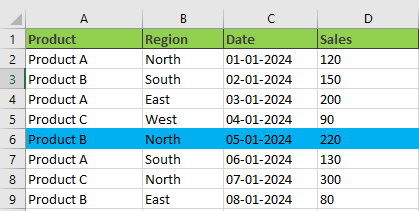 A B C D
1 Product Region Date Sales
2 Product A North 01-01-2024 120
3 Product B South 02-01-2024 150
4 Product A East 03-01-2024 200
5 Product C West 04-01-2024 90
6 Product B North 05-01-2024 220
7 Product A South 06-01-2024 130
8 Product C North 07-01-2024 300
9 Product B East 08-01-2024 80